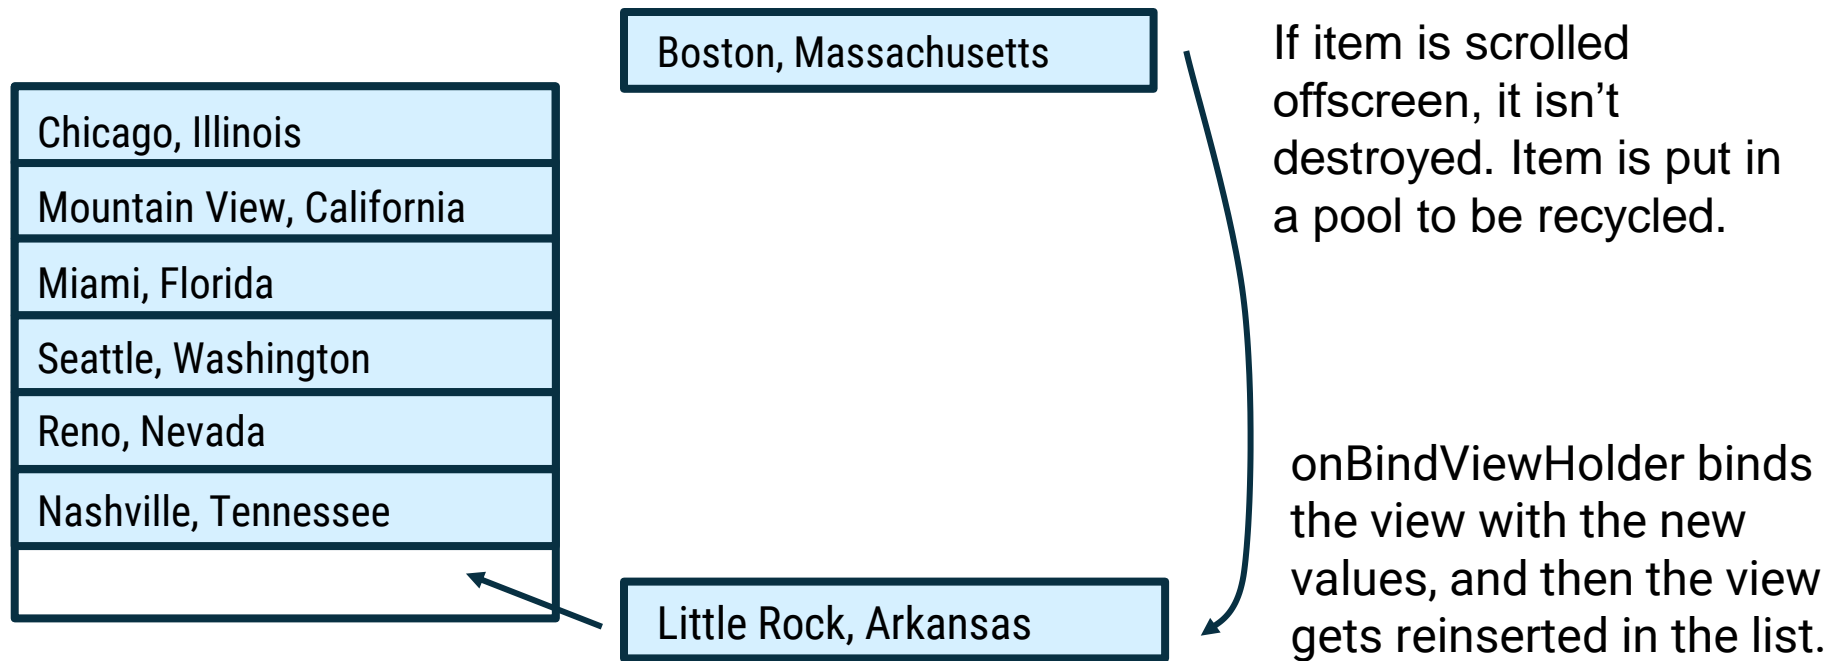 Boston, Massachusetts
Chicago, Illinois
Mountain View, California
Miami, Florida
Seattle, Washington
Reno, Nevada
Nashville, Tennessee
Little Rock, Arkansas
If item is scrolled
offscreen, it isn’t
destroyed. Item is put in
a pool to be recycled.
onBindViewHolder binds
the view with the new
values, and then the view
gets reinserted in the list.